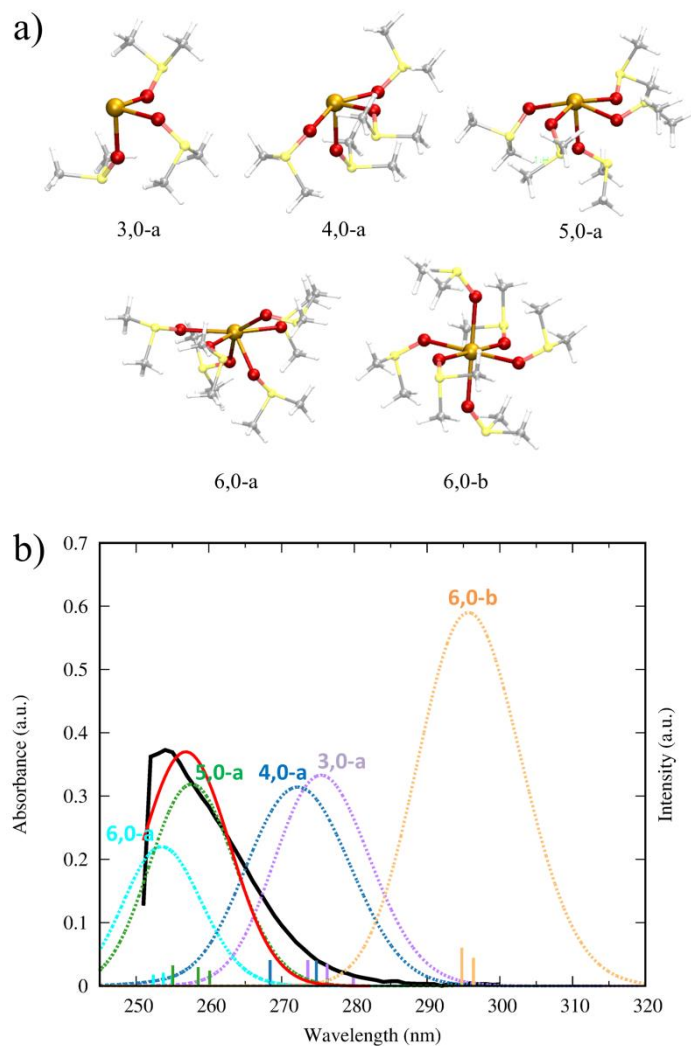 a)
3,0-a
4,0-a
5,0-a
6,0-a
6,0-b
b)
0.7
0.6
0.5
0.4
0.3
0.2
0.1
0
Absorbance (a.u.)
6,0-b
5,0-a
4,0-a
3,0-a
6,0-a
Intensity (a.u.)
250 260 270 280 290 300 310 320
Wavelength (nm)